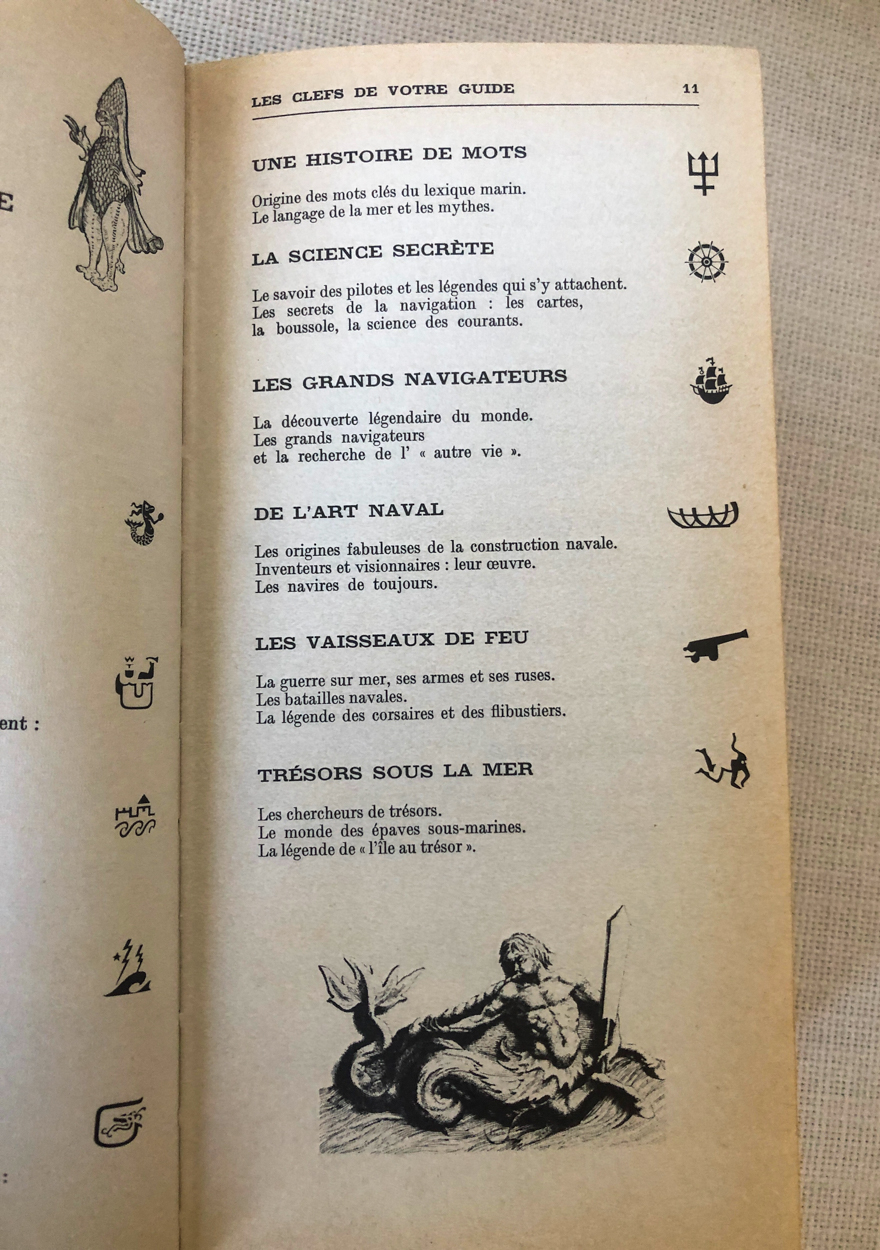 E
ent :
:
LES CLEFS DE VOTRE GUIDE 11
UNE HISTOIRE DE MOTS
Origine des mots clés du lexique marin.
Le langage de la mer et les mythes.
LA SCIENCE SECRÈTE
Le savoir des pilotes et les légendes qui s'y attachent.
Les secrets de la navigation : les cartes,
la boussole, la science des courants.
LES GRANDS NAVIGATEURS
La découverte légendaire du monde.
Les grands navigateurs
et la recherche de l' « autre vie ».
DE L'ART NAVAL
Les origines fabuleuses de la construction navale.
Inventeurs et visionnaires : leur œuvre.
Les navires de toujours.
LES VAISSEAUX DE FEU
La guerre sur mer, ses armes et ses ruses.
Les batailles navales.
La légende des corsaires et des flibustiers.
TRÉSORS SOUS LA MER
Les chercheurs de trésors.
Le monde des épaves sous-marines.
La légende de « l'île au trésor ».